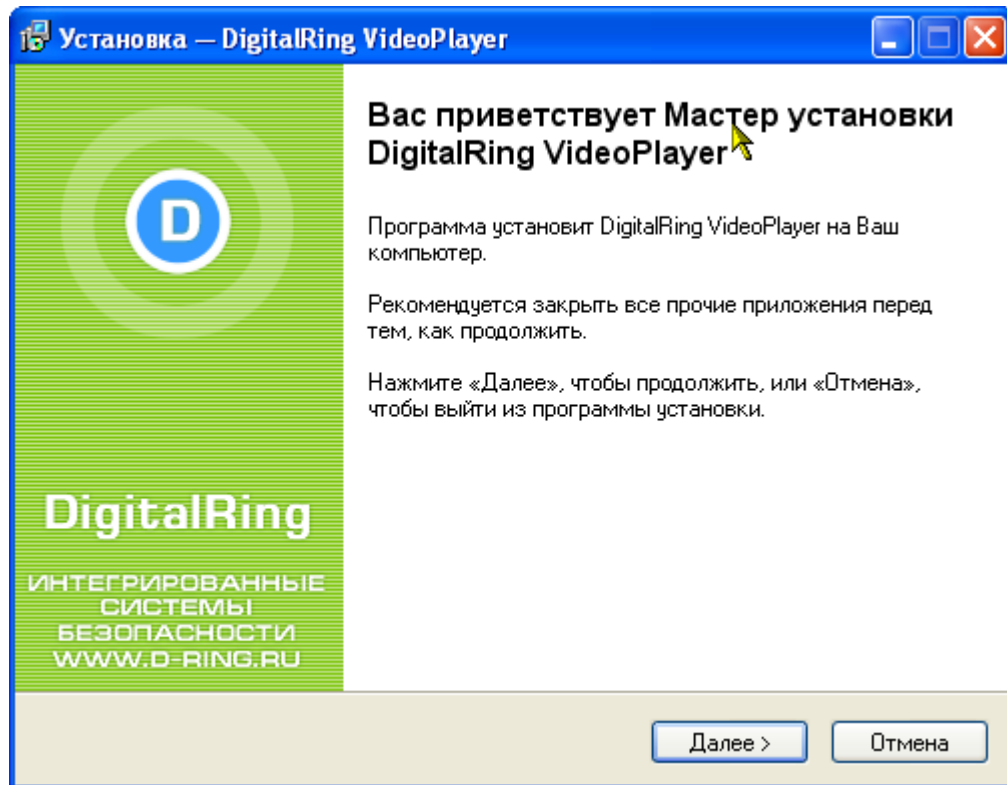 Установка — DigitalRing VideoPlayer
Вас приветствует Мастер установки
DigitalRing VideoPlayer
Программа установит DigitalRing VideoPlayer на Ваш
компьютер.
Рекомендуется закрыть все прочие приложения перед
тем, как продолжить.
Нажмите «Далее», чтобы продолжить, или «Отмена»,
чтобы выйти из программы установки.
D
DigitalRing
ИНТЕГРИРОВАННЫЕ
СИСТЕМЫ
БЕЗОПАСНОСТИ
WWW.D-RING.RU
Далее >
Отмена